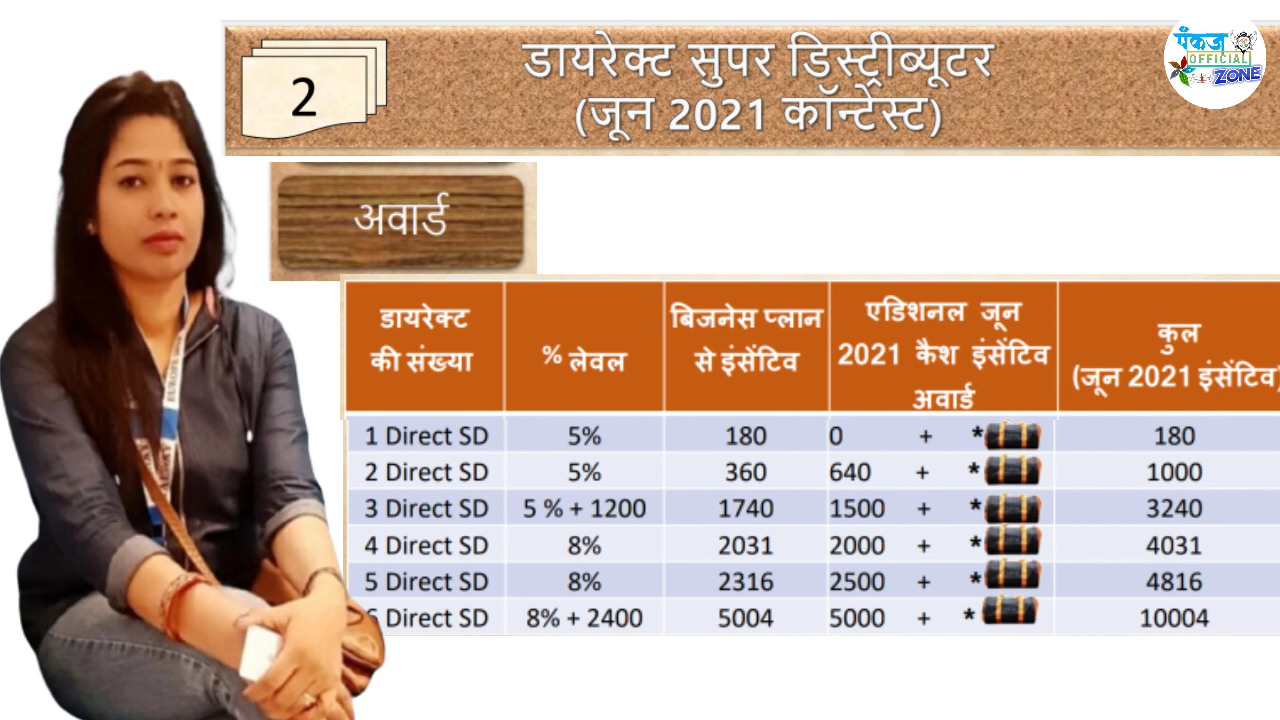 2
डायरेक्ट सुपर डिस्ट्रीब्यूटर
(जून 2021 कॉन्टेस्ट)
पंकज
OFFICIAL
ZONE
अवार्ड
डायरेक्ट की संख्या % लेवल बिजनेस प्लान से इंसेंटिव एडिशनल जून 2021 कैश इंसेंटिव अवार्ड कुल (जून 2021 इंसेंटिव)
1 Direct SD 5% 180 0 + * 180
2 Direct SD 5% 360 640 + * 1000
3 Direct SD 5 % + 1200 1740 1500 + * 3240
4 Direct SD 8% 2031 2000 + * 4031
5 Direct SD 8% 2316 2500 + * 4816
6 Direct SD 8% + 2400 5004 5000 + * 10004